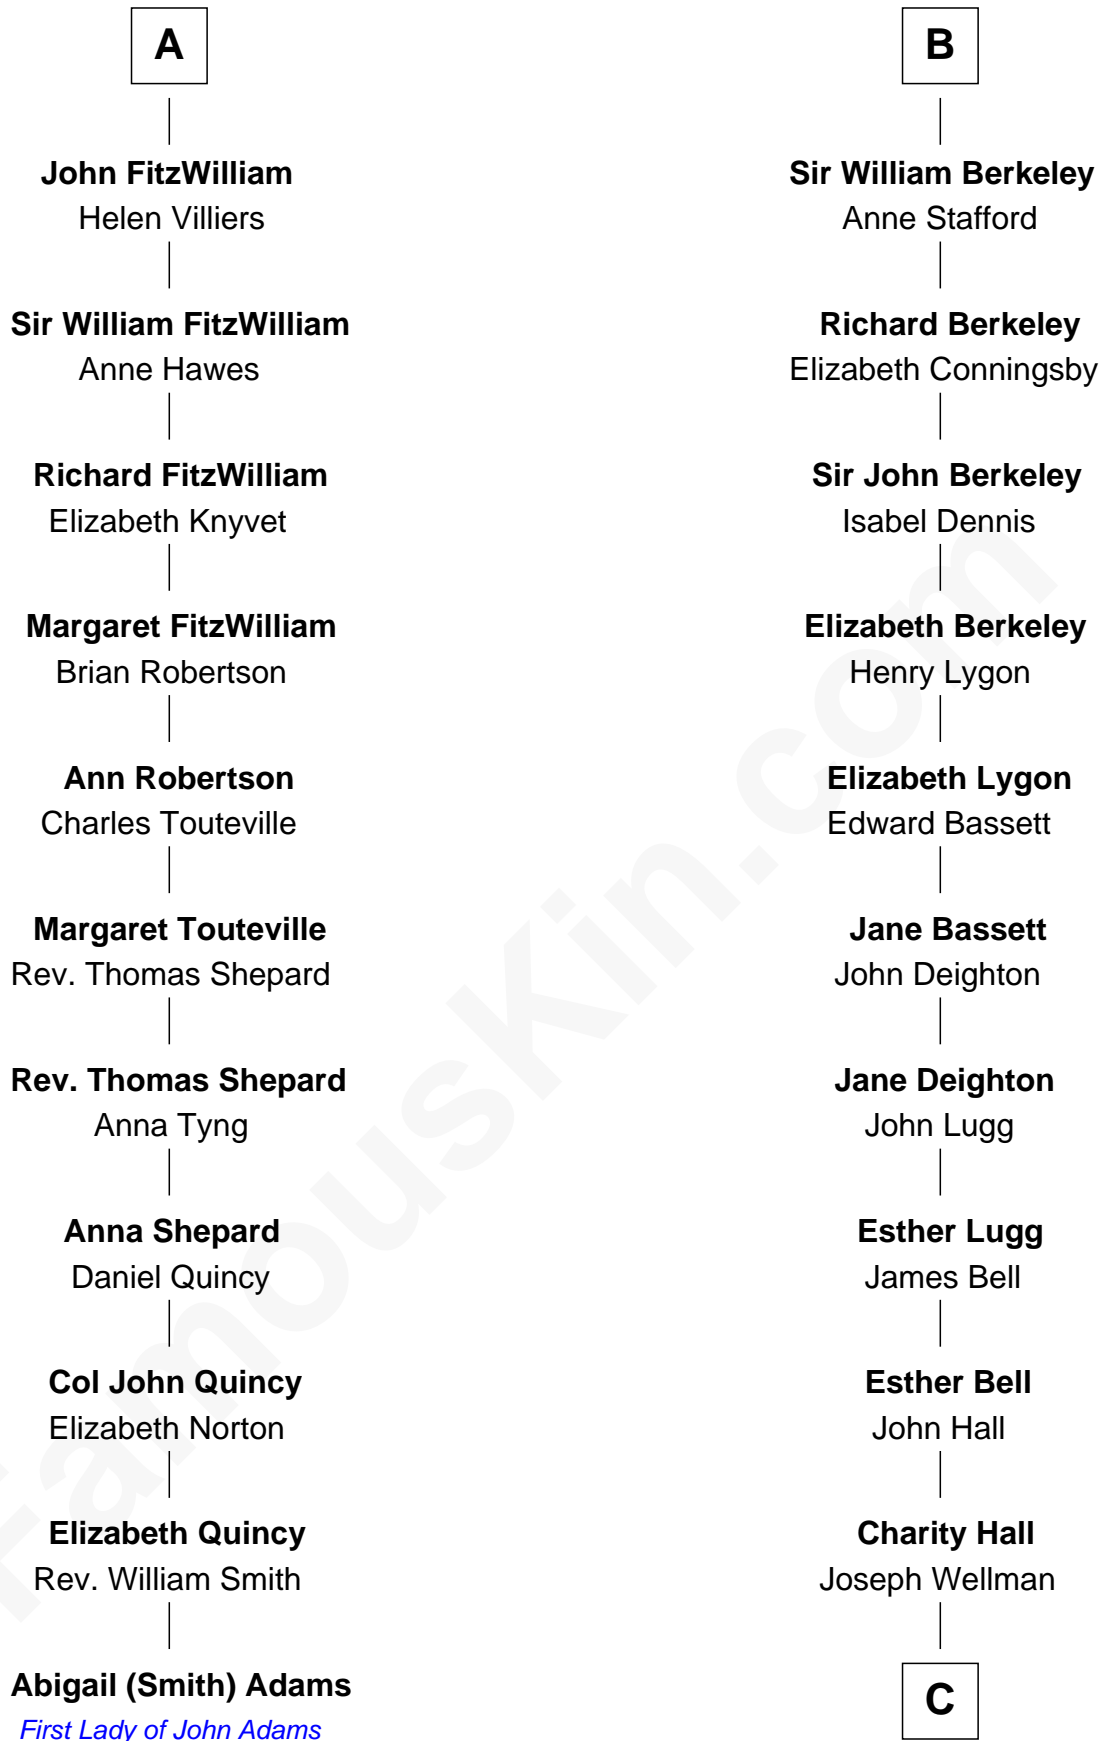 A
John FitzWilliam
Helen Villiers
Sir William FitzWilliam
Anne Hawes
Richard FitzWilliam
Elizabeth Knyvet
Margaret FitzWilliam
Brian Robertson
Ann Robertson
Charles Touteville
Margaret Touteville
Rev. Thomas Shepard
Rev. Thomas Shepard
Anna Tyng
Anna Shepard
Daniel Quincy
Col John Quincy
Elizabeth Norton
Elizabeth Quincy
Rev. William Smith
Abigail (Smith) Adams
First Lady of John Adams
B
Sir William Berkeley
Anne Stafford
Richard Berkeley
Elizabeth Conningsby
Sir John Berkeley
Isabel Dennis
Elizabeth Berkeley
Henry Lygon
Elizabeth Lygon
Edward Bassett
Jane Bassett
John Deighton
Jane Deighton
John Lugg
Esther Lugg
James Bell
Esther Bell
John Hall
Charity Hall
Joseph Wellman
C
FamousKin.com